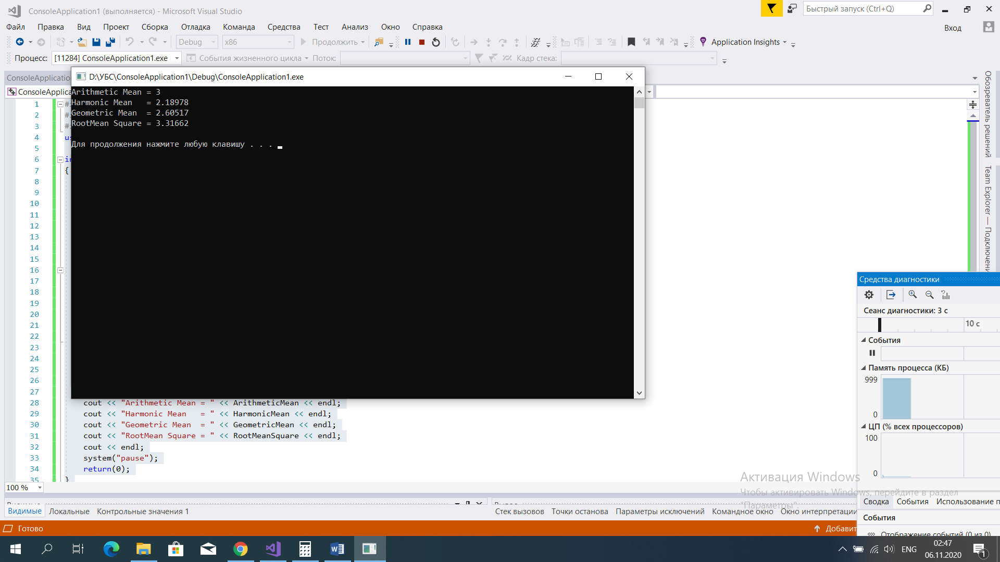 ConsoleApplication1 (выполняется) - Microsoft Visual Studio
Быстрый запуск (Ctrl+Q)
Файл Правка Вид Проект Сборка Отладка Команда Средства Тест Анализ Окно Справка
Вход
Debug x86 Продолжить Application Insights
Процесс: [11284] ConsoleApplication1.exe События жизненного цикла Поток: Кадр стека:
D:\УБС\ConsoleApplication1\Debug\ConsoleApplication1.exe
Arithmetic Mean = 3
Harmonic Mean   = 2.18978
Geometric Mean  = 2.60517
RootMean Square = 3.31662
Для продолжения нажмите любую клавишу . . .
1
2
3
4
5
6
7 {
8
9
10
11
12
13
14
15
16
17
18
19
20
21
22
23
24
25
26
27
28 cout << "Arithmetic Mean = " << ArithmeticMean << endl;
29 cout << "Harmonic Mean   = " << HarmonicMean << endl;
30 cout << "Geometric Mean  = " << GeometricMean << endl;
31 cout << "RootMean Square = " << RootMeanSquare << endl;
32 cout << endl;
33 system("pause");
34 return(0);
35 }
100 %
Обозреватель решений
Team Explorer —
Средства диагностики
Сеанс диагностики: 3 с
10 с
События
Память процесса (КБ)
999
0
ЦП (% всех процессоров)
100
0
Активация Windows
Чтобы активировать Windows, перейдите в раздел
"Параметры".
Сводка События Использование
События
Отображение событий (0 из 0)
Видимые Локальные Контрольные значения 1
Стек вызовов Точки останова Параметры исключений Командное окно Окно интерпретации
Готово
ENG
02:47
06.11.2020
1